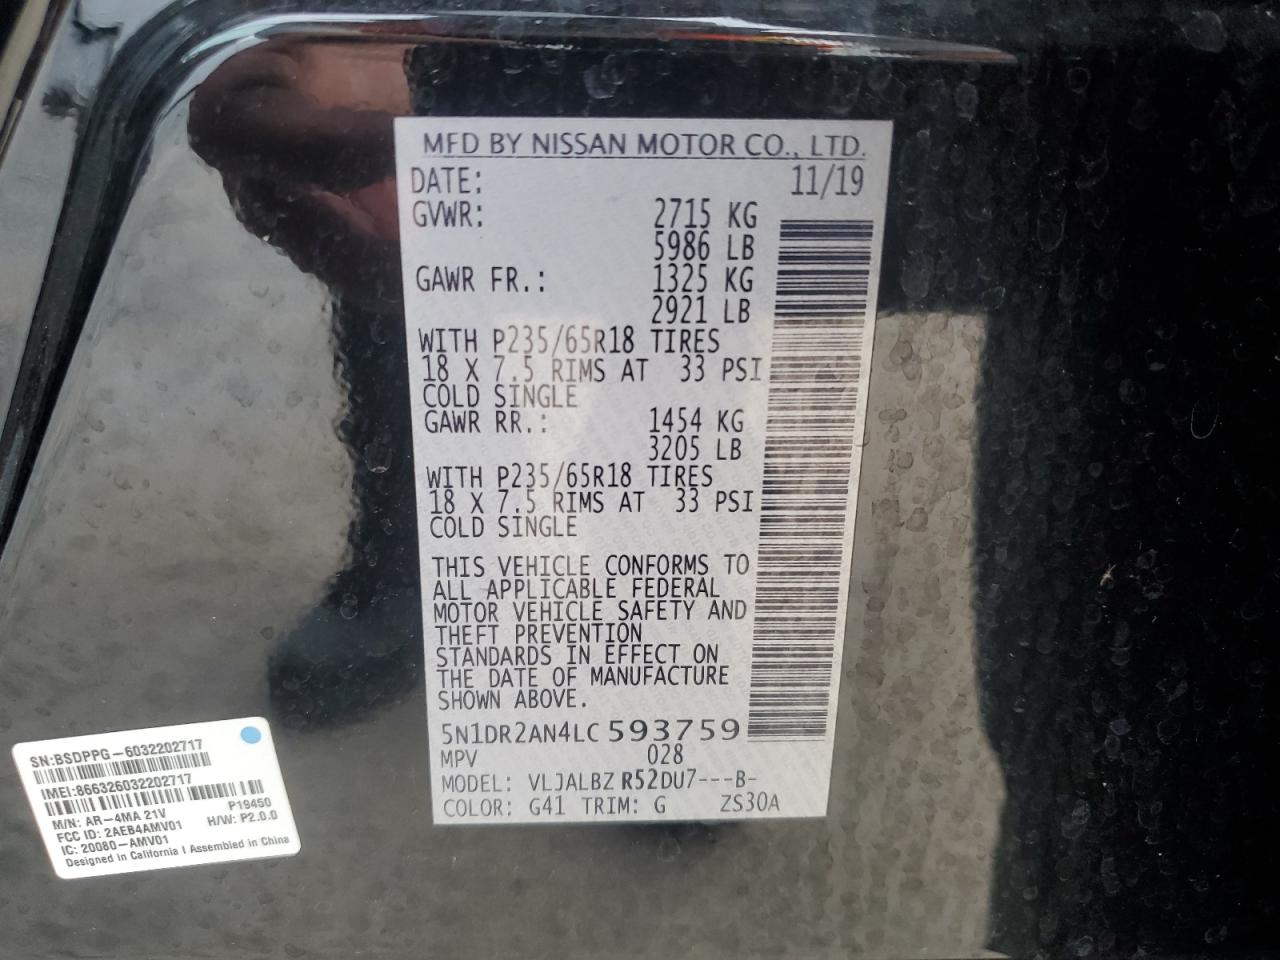 MFD BY NISSAN MOTOR CO., LTD.
DATE: 11/19
GVWR: 2715 KG
5986 LB
GAWR FR.: 1325 KG
2921 LB
WITH P235/65R18 TIRES
18 X 7.5 RIMS AT 33 PSI
COLD SINGLE
GAWR RR.: 1454 KG
3205 LB
WITH P235/65R18 TIRES
18 X 7.5 RIMS AT 33 PSI
COLD SINGLE
THIS VEHICLE CONFORMS TO
ALL APPLICABLE FEDERAL
MOTOR VEHICLE SAFETY AND
THEFT PREVENTION
STANDARDS IN EFFECT ON
THE DATE OF MANUFACTURE
SHOWN ABOVE.
5N1DR2AN4LC593759
MPV 028
MODEL: VLJALBZ R52DU7---B-
COLOR: G41 TRIM: G ZS30A
SN:BSDPPG-6032202717
IMEI:866326032202717
M/N: AR-4MA 21V P19450
FCC ID: 2AEB4AMV01 H/W: P2.0.0
IC: 20080-AMV01
Designed in California I Assembled in China